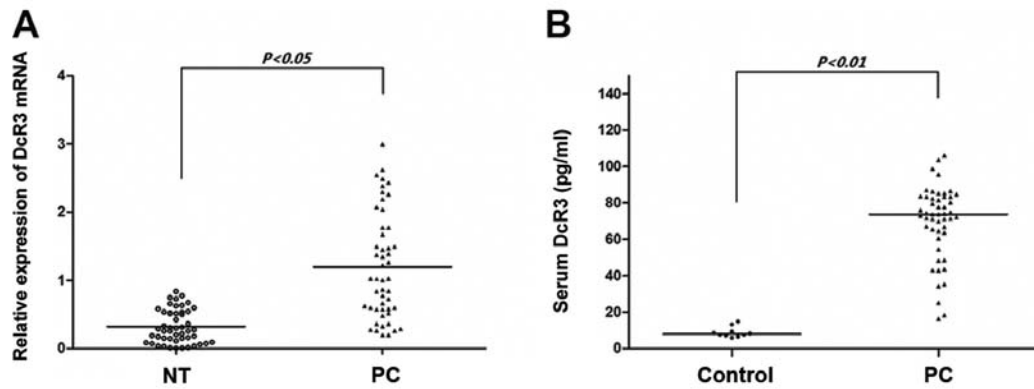 A
P<0.05
Relative expression of DcR3 mRNA
4
3
2
1
0
NT
PC
B
P<0.01
Serum DcR3 (pg/ml)
140
120
100
80
60
40
20
0
Control
PC